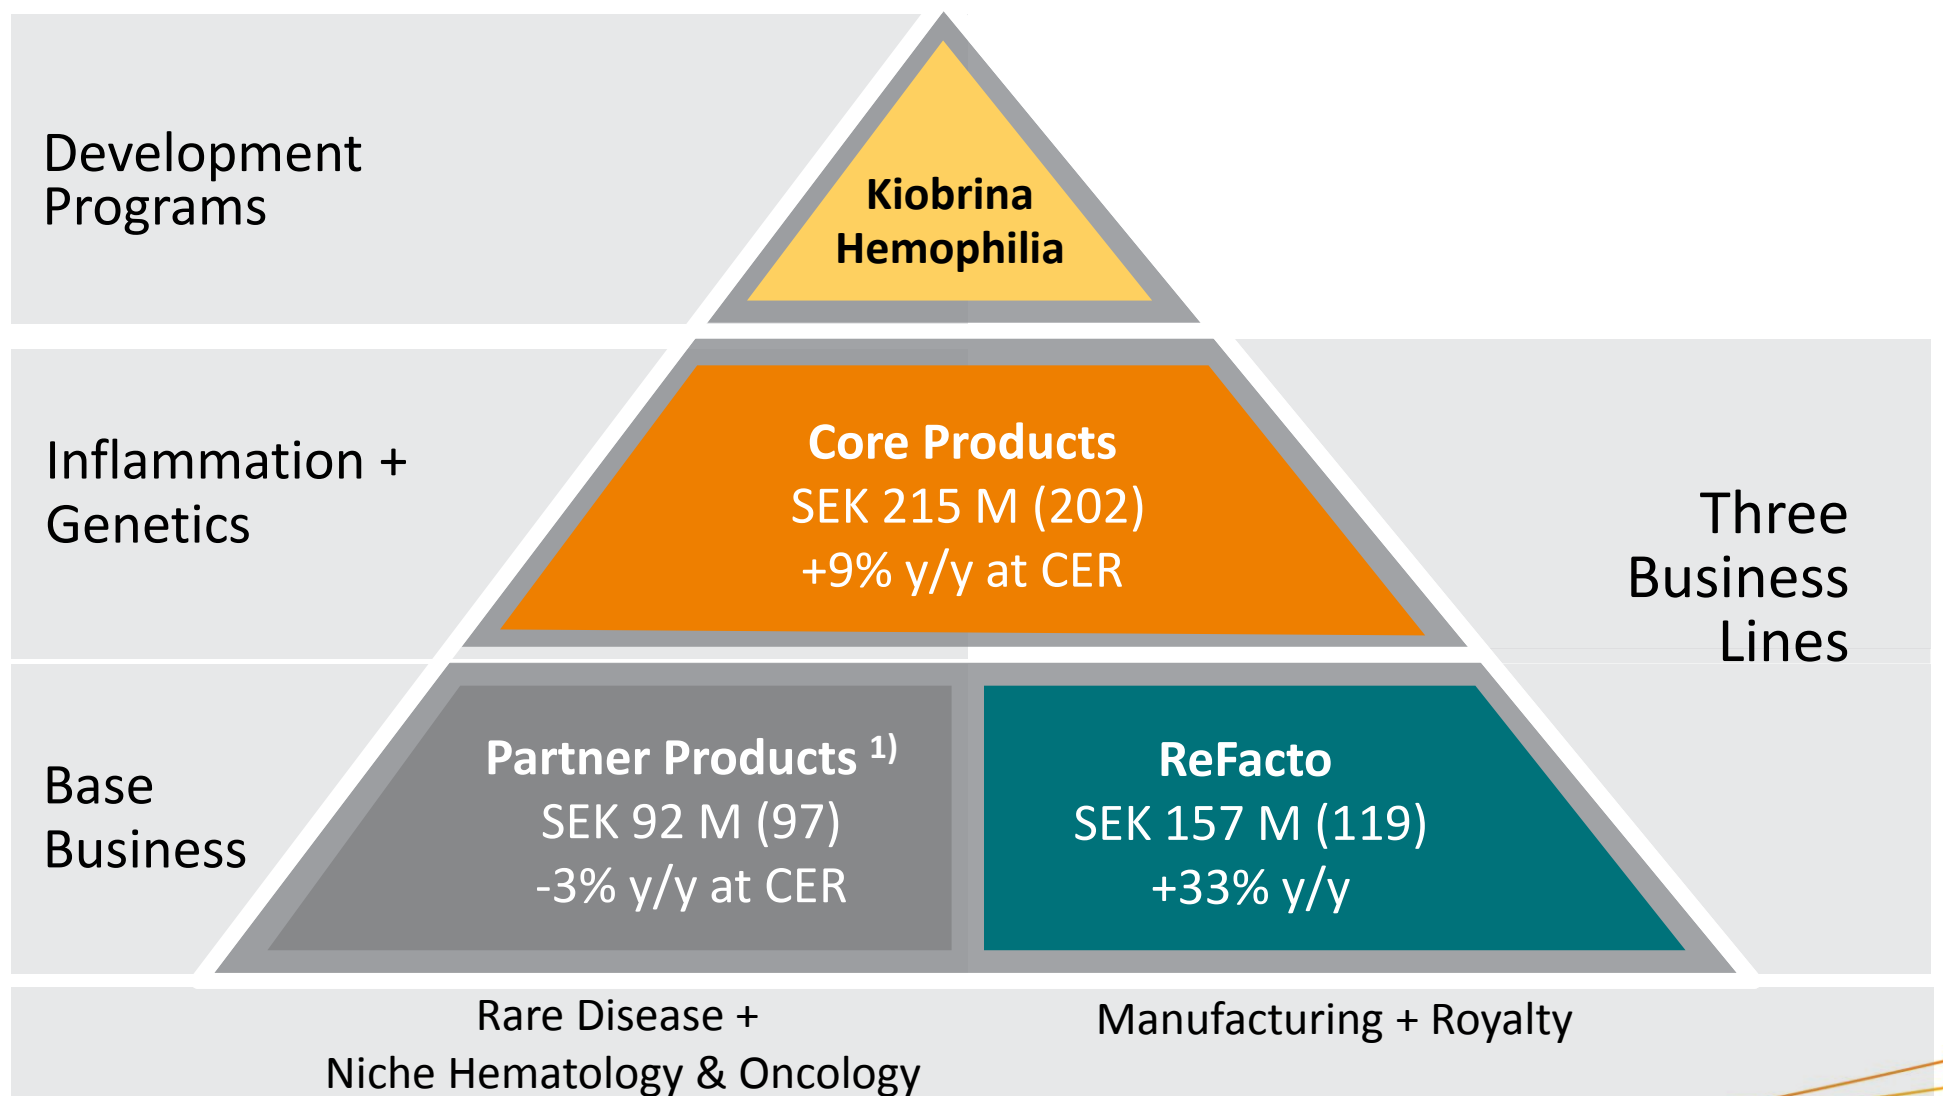 Development
Programs
Kiobrina
Hemophilia
Inflammation +
Genetics
Core Products
SEK 215 M (202)
+9% y/y at CER
Three
Business
Lines
Base
Business
Partner Products 1)
SEK 92 M (97)
-3% y/y at CER
ReFacto
SEK 157 M (119)
+33% y/y
Rare Disease +
Niche Hematology & Oncology
Manufacturing + Royalty